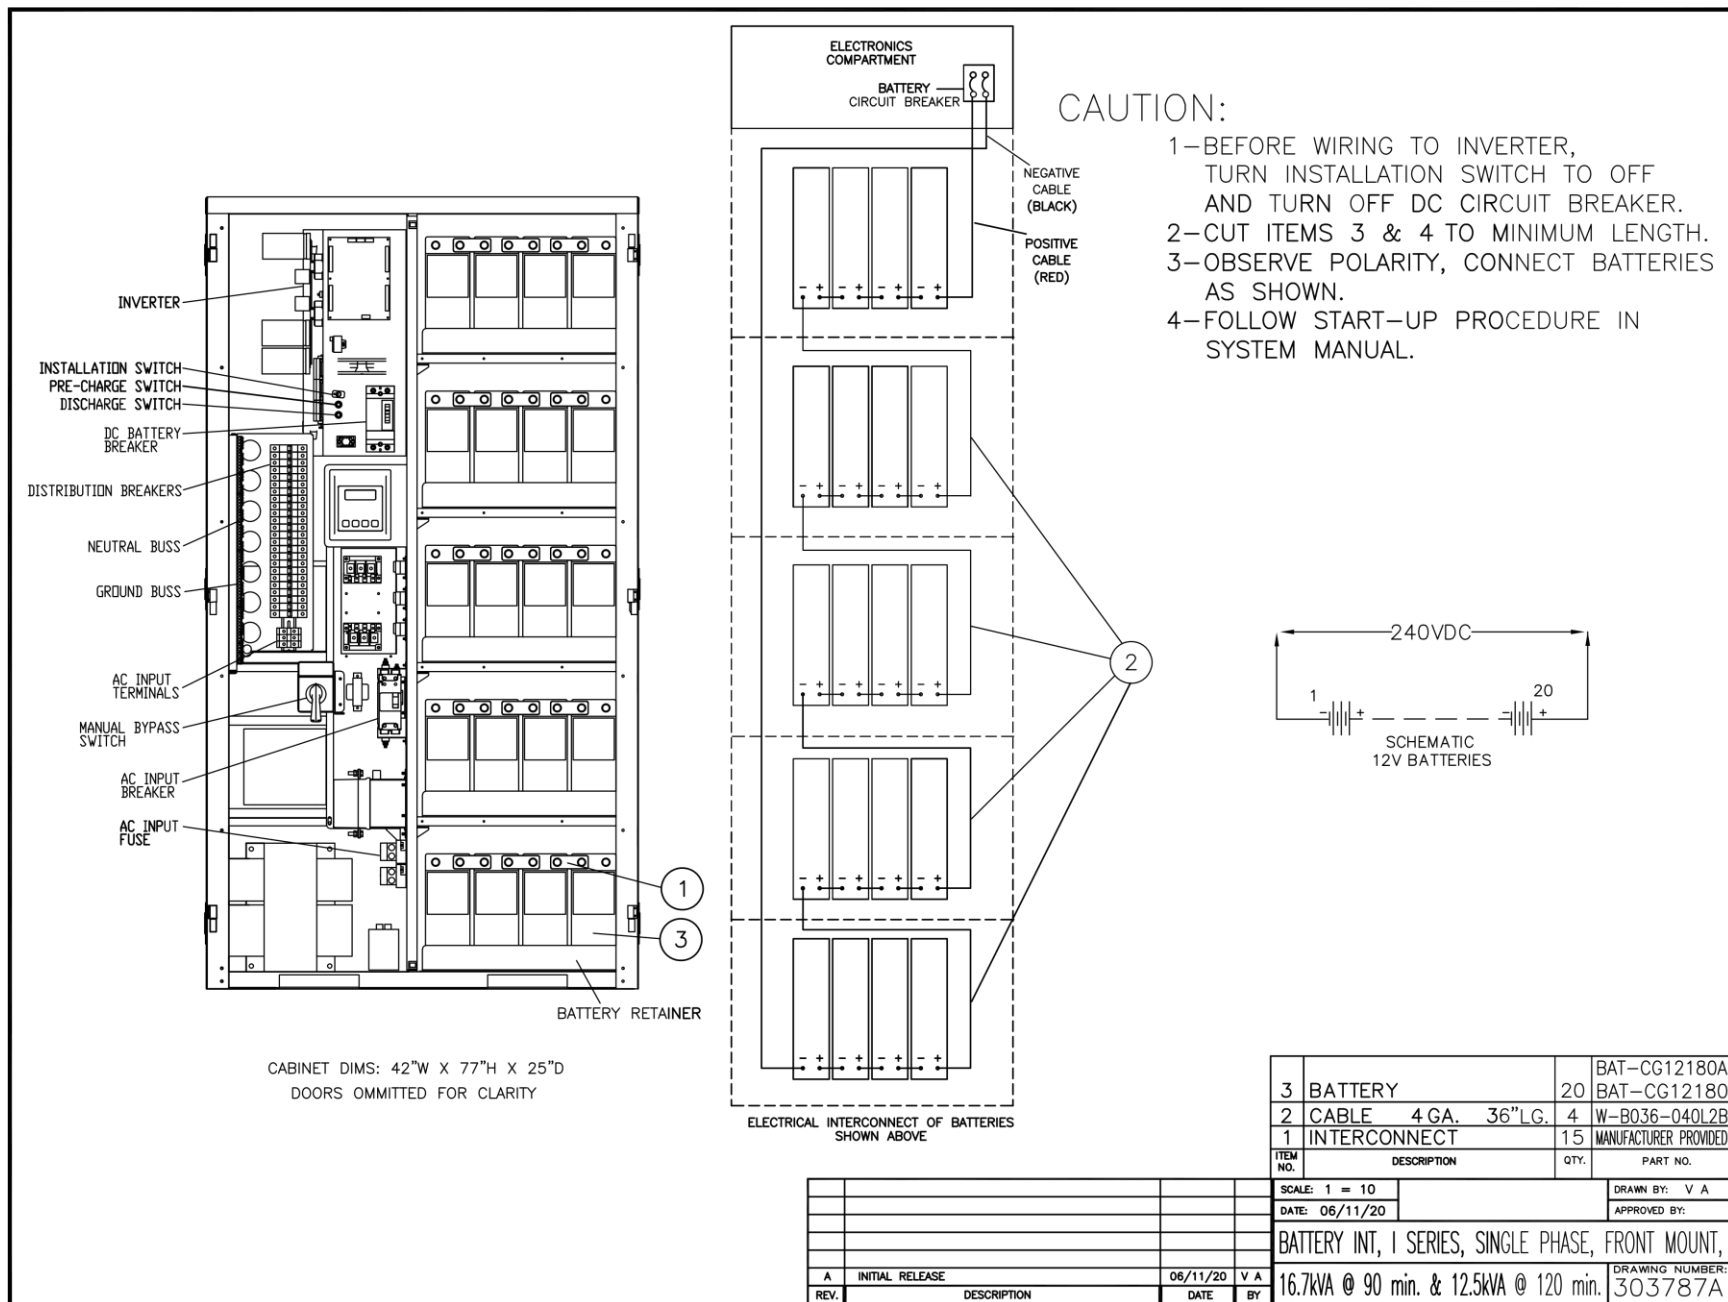 ELECTRONICS
COMPARTMENT
BATTERY
CIRCUIT BREAKER
NEGATIVE
CABLE
(BLACK)
POSITIVE
CABLE
(RED)
CAUTION:
1-BEFORE WIRING TO INVERTER,
TURN INSTALLATION SWITCH TO OFF
AND TURN OFF DC CIRCUIT BREAKER.
2-CUT ITEMS 3 & 4 TO MINIMUM LENGTH.
3-OBSERVE POLARITY, CONNECT BATTERIES
AS SHOWN.
4-FOLLOW START-UP PROCEDURE IN
SYSTEM MANUAL.
INVERTER
INSTALLATION SWITCH
PRE-CHARGE SWITCH
DISCHARGE SWITCH
DC BATTERY
BREAKER
DISTRIBUTION BREAKERS
NEUTRAL BUSS
GROUND BUSS
AC INPUT
TERMINALS
MANUAL BYPASS
SWITCH
AC INPUT
BREAKER
AC INPUT
FUSE
1
3
BATTERY RETAINER
CABINET DIMS: 42"W X 77"H X 25"D
DOORS OMMITTED FOR CLARITY
- + - + - + - +
- + - + - + - +
- + - + - + - +
- + - + - + - +
- + - + - + - +
2
ELECTRICAL INTERCONNECT OF BATTERIES
SHOWN ABOVE
240VDC
1 20
- + - +
SCHEMATIC
12V BATTERIES
BAT-CG12180A
3 BATTERY 20 BAT-CG12180
2 CABLE 4 GA. 36"LG. 4 W-B036-040L2B
1 INTERCONNECT 15 MANUFACTURER PROVIDED
ITEM NO. DESCRIPTION QTY. PART NO.
SCALE: 1 = 10 DRAWN BY: V A
DATE: 06/11/20 APPROVED BY:
BATTERY INT, I SERIES, SINGLE PHASE, FRONT MOUNT,
16.7kVA @ 90 min. & 12.5kVA @ 120 min. DRAWING NUMBER: 303787A
A INITIAL RELEASE 06/11/20 V A
REV. DESCRIPTION DATE BY